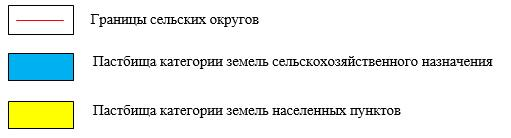 Границы сельских округов
Пастбища категории земель сельскохозяйственного назначения
Пастбища категории земель населенных пунктов